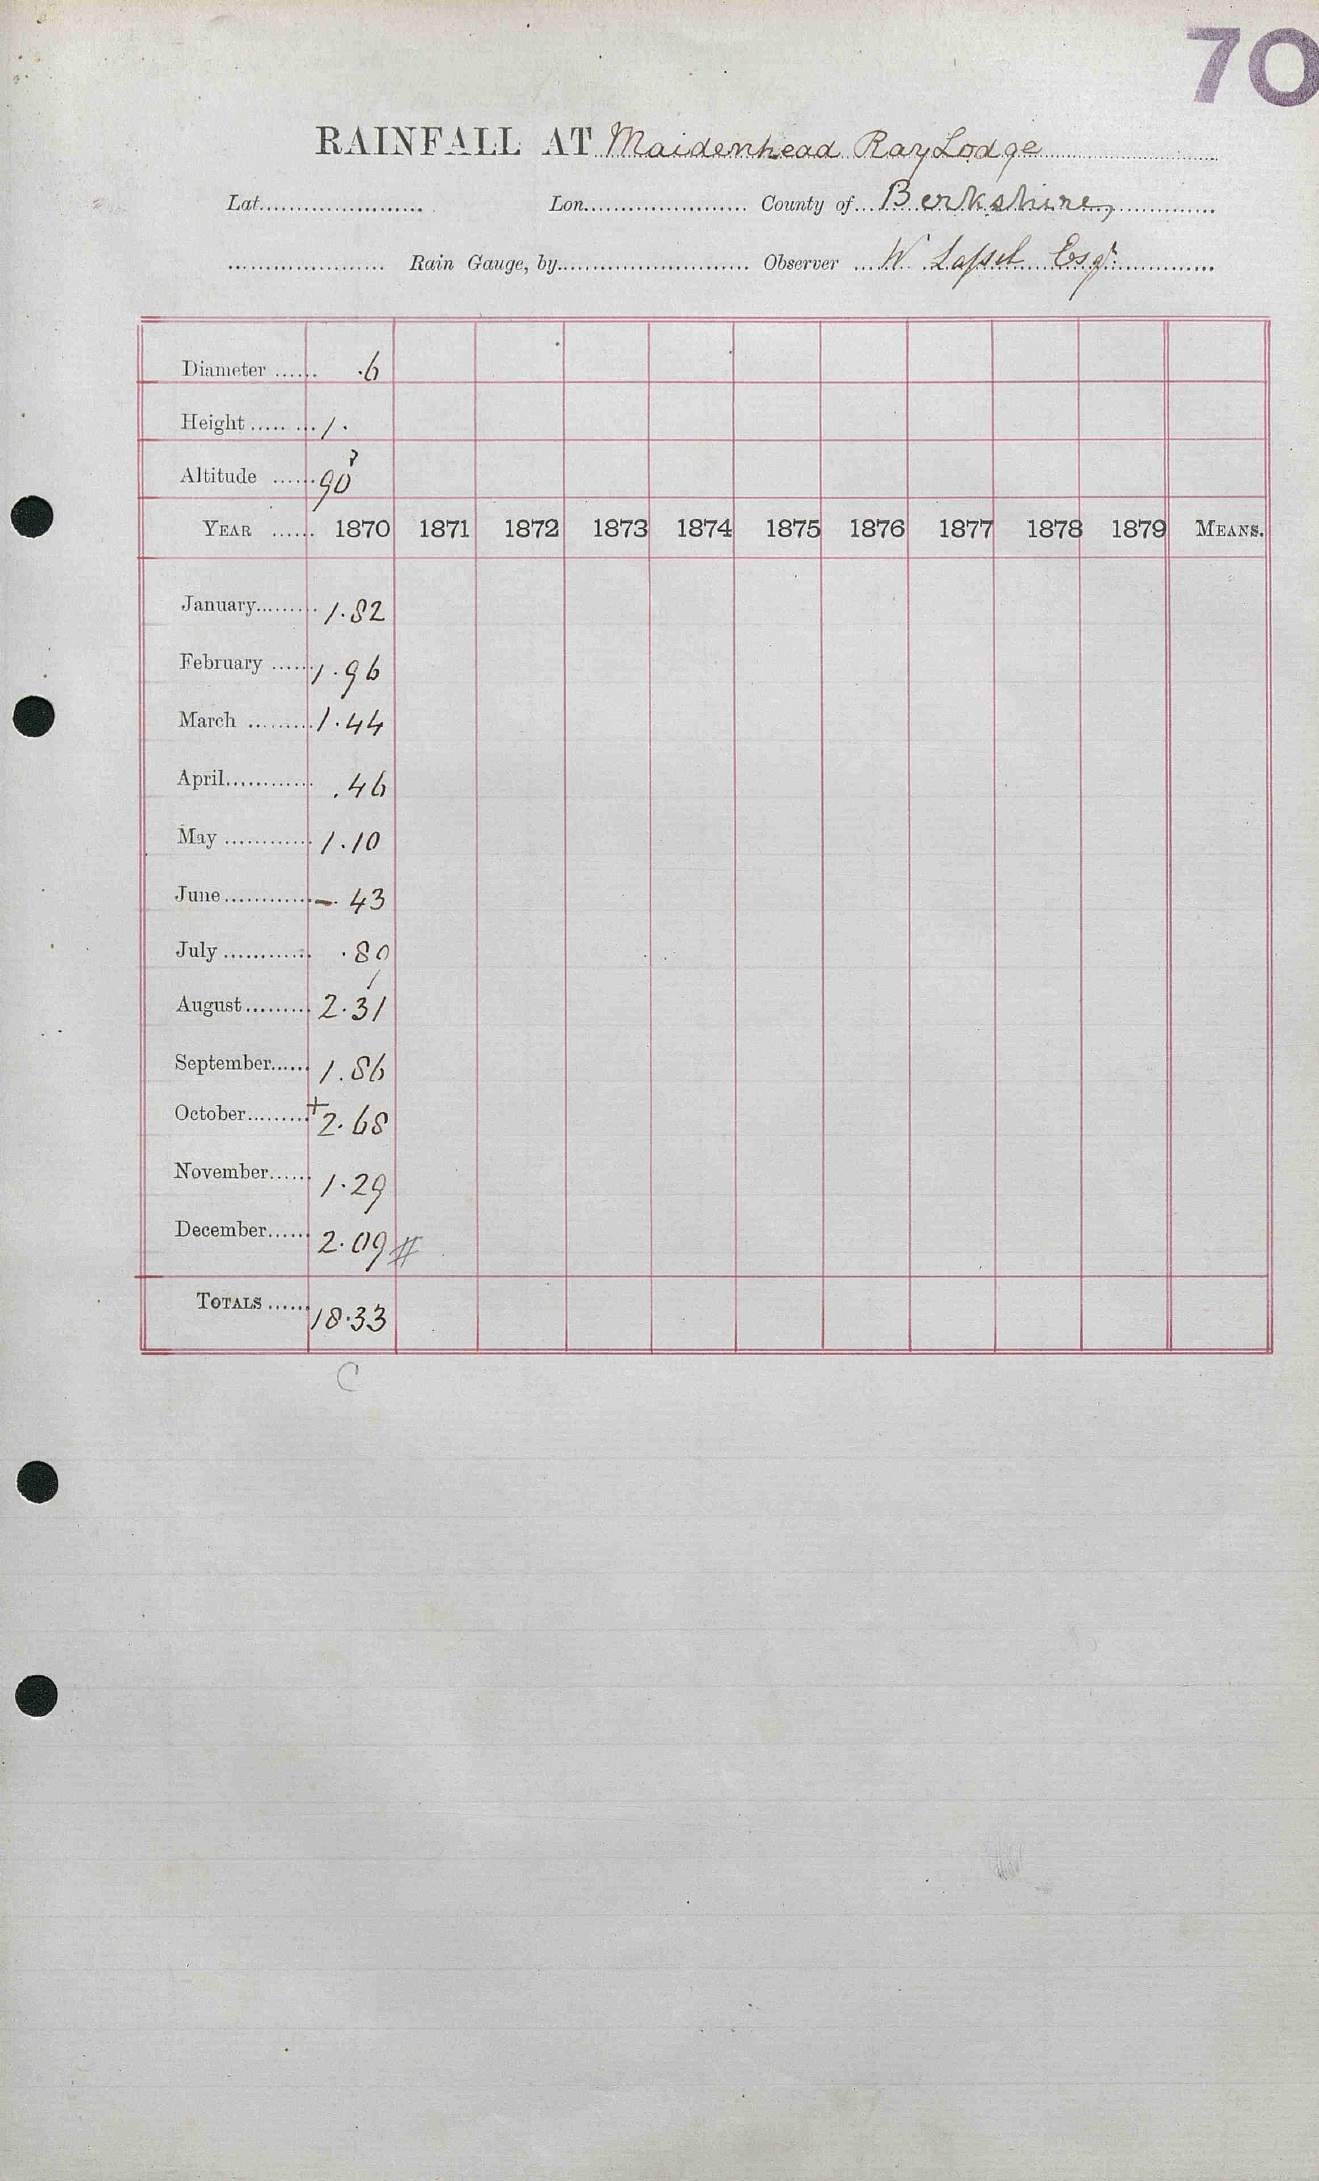 70
RAINFALL AT Maidenhead Ray Lodge
Lat. Lon. County of Berkshire,
Rain Gauge, by Observer W Lassel Esqr
Diameter ...... .6
Height ...... 1.
Altitude ...... 90?
YEAR ...... 1870 1871 1872 1873 1874 1875 1876 1877 1878 1879 MEANS.
January ......... 1.82
February ...... 1.96
March ......... 1.44
April ............ .46
May ............ 1.10
June ............ – 43
July ............ .80
August ......... 2.31
September ...... 1.86
October ......... +2.68
November ...... 1.29
December ...... 2.09 #
TOTALS ...... 18.33
C